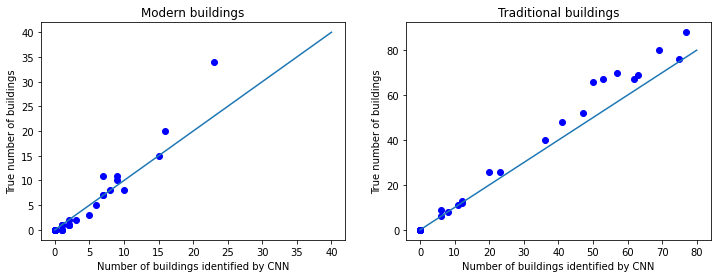 Modern buildings
True number of buildings
40
35
30
25
20
15
10
5
0
0 5 10 15 20 25 30 35 40
Number of buildings identified by CNN
Traditional buildings
True number of buildings
80
60
40
20
0
0 10 20 30 40 50 60 70 80
Number of buildings identified by CNN